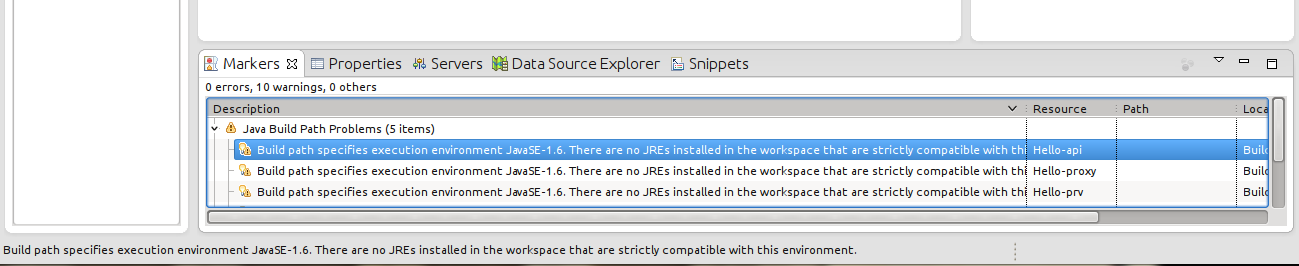 Markers Properties Servers Data Source Explorer Snippets
0 errors, 10 warnings, 0 others
Description Resource Path Loca
Java Build Path Problems (5 items)
Build path specifies execution environment JavaSE-1.6. There are no JREs installed in the workspace that are strictly compatible with thi Hello-api Build
Build path specifies execution environment JavaSE-1.6. There are no JREs installed in the workspace that are strictly compatible with thi Hello-proxy Build
Build path specifies execution environment JavaSE-1.6. There are no JREs installed in the workspace that are strictly compatible with thi Hello-prv Build
Build path specifies execution environment JavaSE-1.6. There are no JREs installed in the workspace that are strictly compatible with this environment.